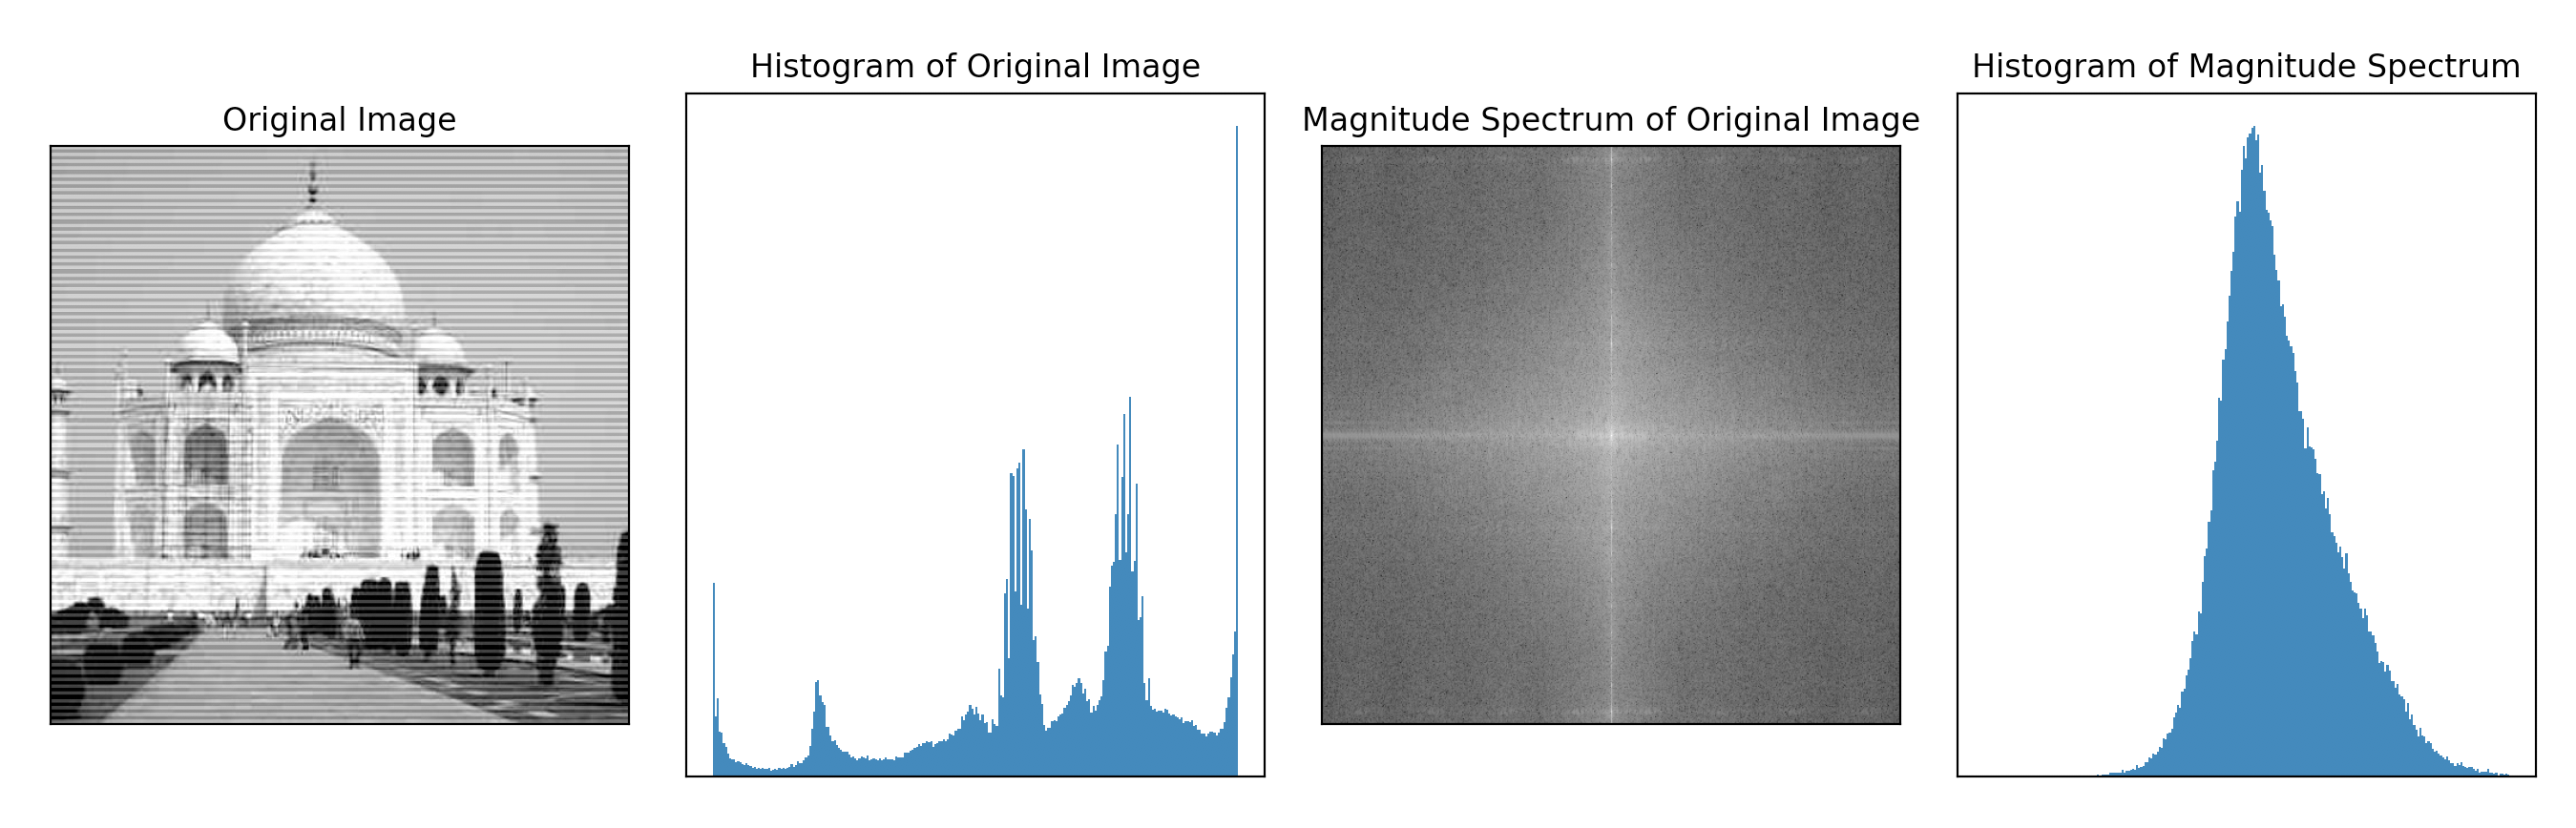 Original Image
Histogram of Original Image
Magnitude Spectrum of Original Image
Histogram of Magnitude Spectrum